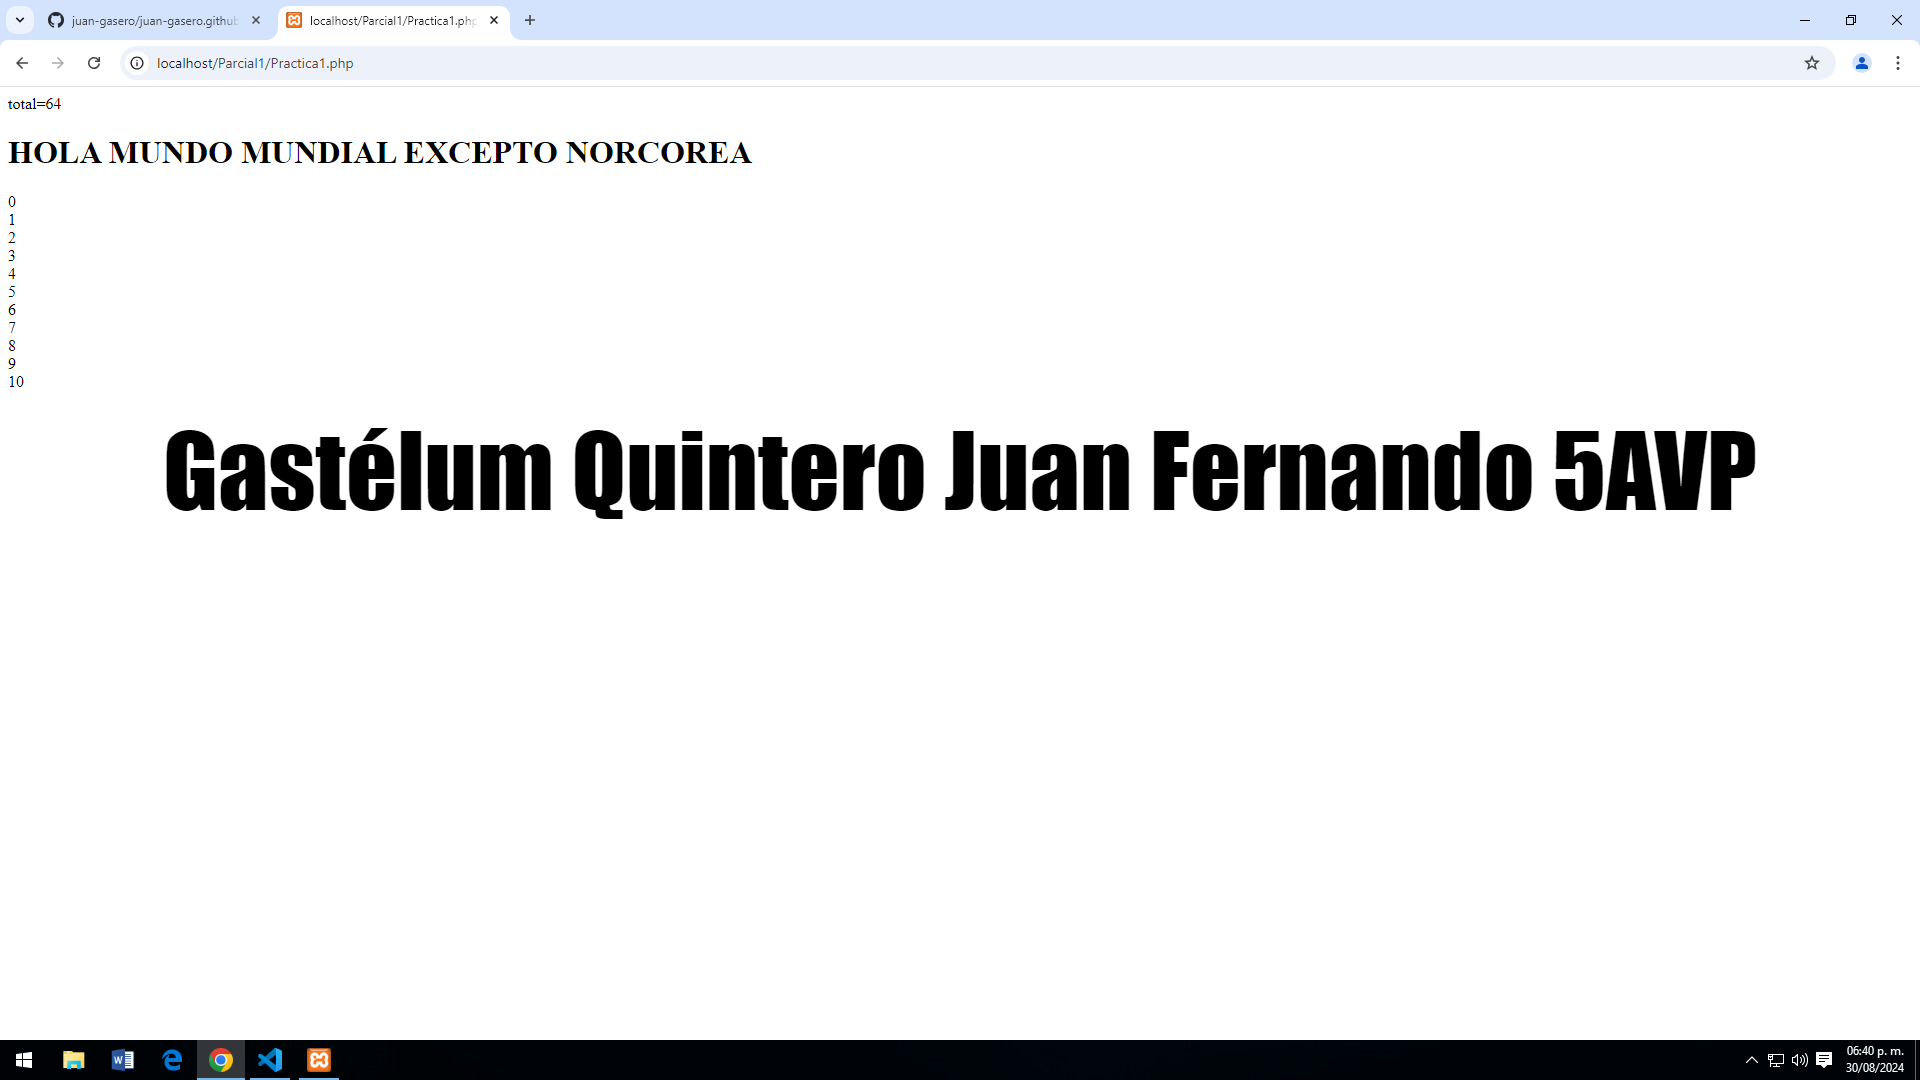 juan-gasero/juan-gasero.github
localhost/Parcial1/Practica1.php
localhost/Parcial1/Practica1.php
total=64
HOLA MUNDO MUNDIAL EXCEPTO NORCOREA
0
1
2
3
4
5
6
7
8
9
10
Gastélum Quintero Juan Fernando 5AVP
06:40 p. m.
30/08/2024